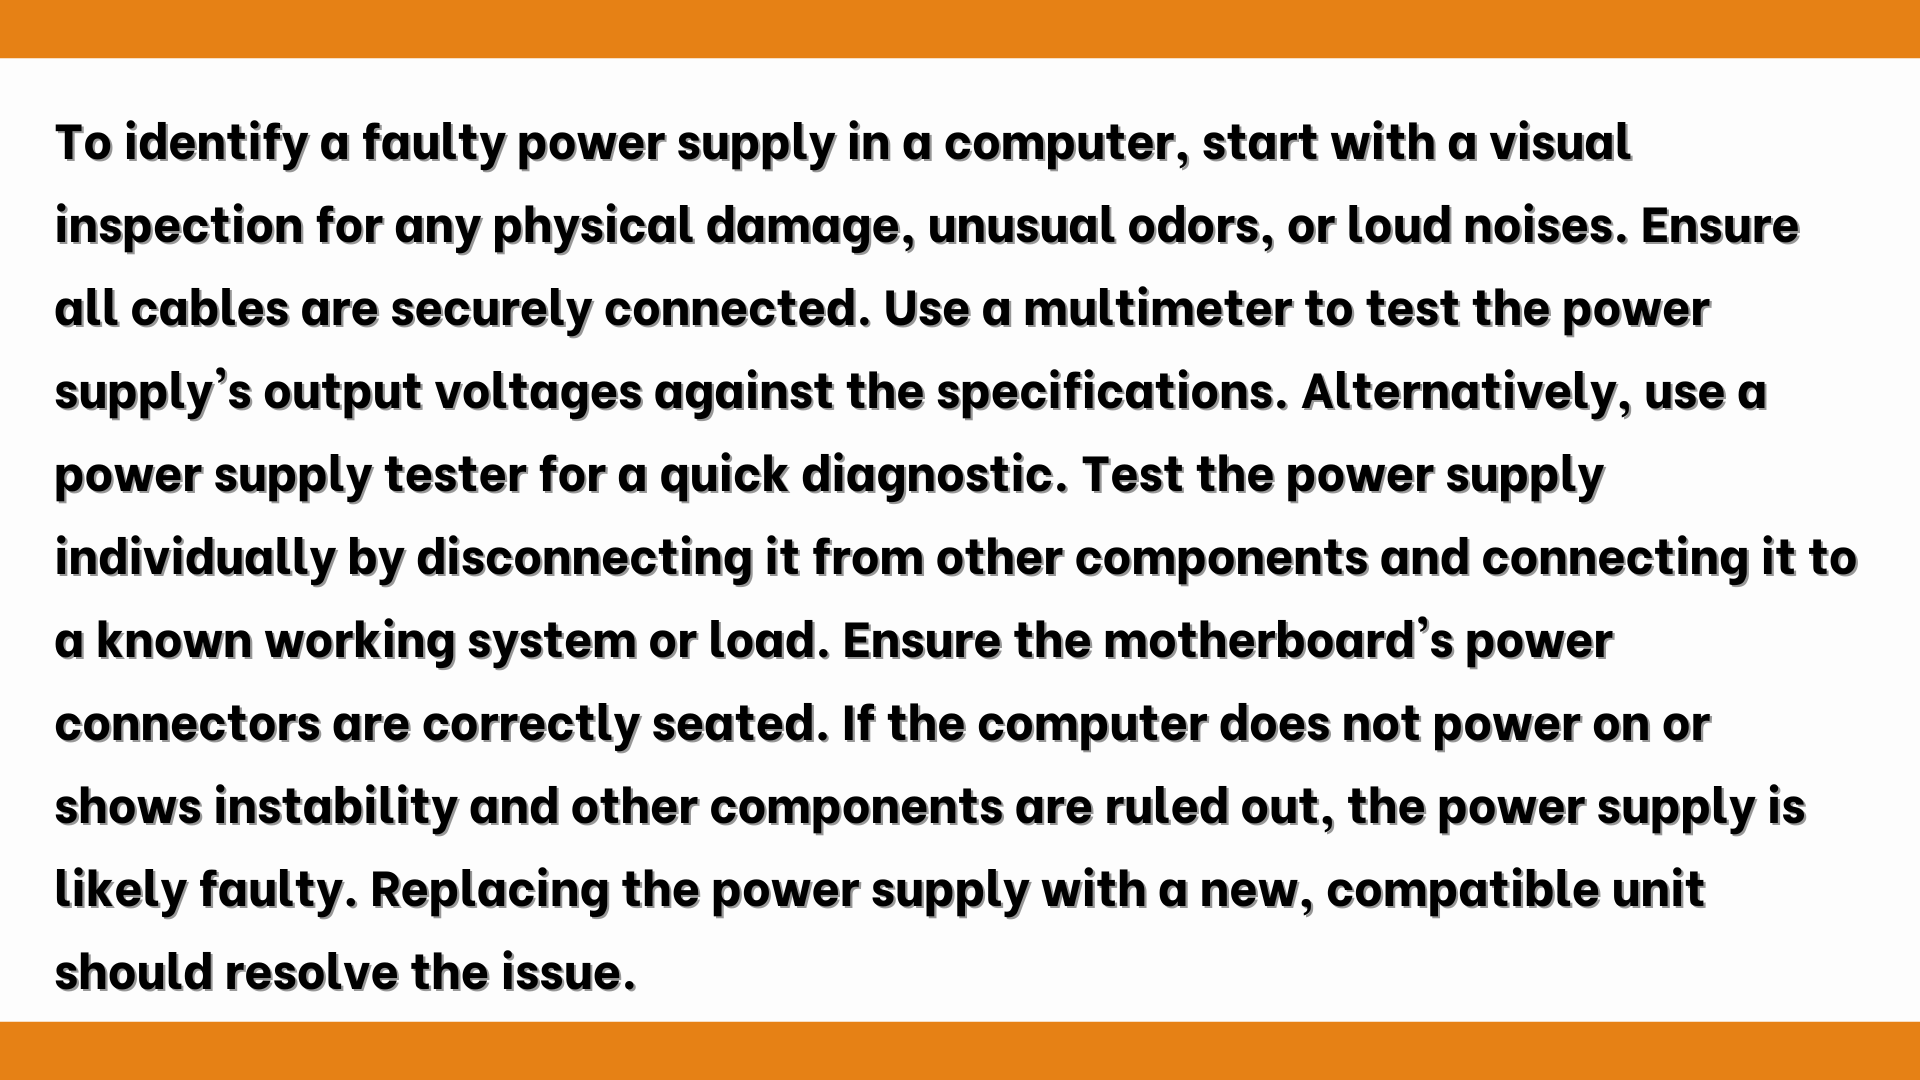 To identify a faulty power supply in a computer, start with a visual
inspection for any physical damage, unusual odors, or loud noises. Ensure
all cables are securely connected. Use a multimeter to test the power
supply’s output voltages against the specifications. Alternatively, use a
power supply tester for a quick diagnostic. Test the power supply
individually by disconnecting it from other components and connecting it to
a known working system or load. Ensure the motherboard’s power
connectors are correctly seated. If the computer does not power on or
shows instability and other components are ruled out, the power supply is
likely faulty. Replacing the power supply with a new, compatible unit
should resolve the issue.